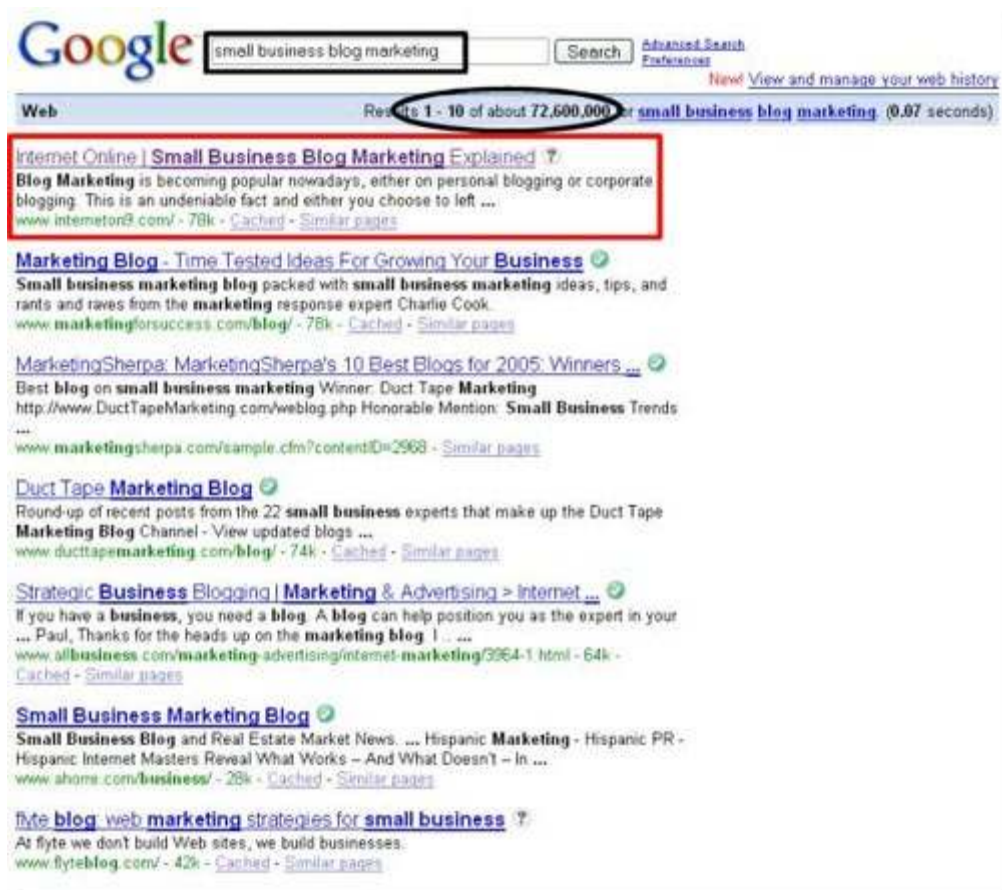 Google
small business blog marketing
Search
Advanced Search
Preferences
New! View and manage your web history
Web
Results 1 - 10 of about 72,600,000 for small business blog marketing. (0.07 seconds)
Internet Online | Small Business Blog Marketing Explained ?
Blog Marketing is becoming popular nowadays, either on personal blogging or corporate
blogging. This is an undeniable fact and either you choose to left ...
www.interneton9.com/ - 78k - Cached - Similar pages
Marketing Blog - Time Tested Ideas For Growing Your Business
Small business marketing blog packed with small business marketing ideas, tips, and
rants and raves from the marketing response expert Charlie Cook.
www.marketingforsuccess.com/blog/ - 78k - Cached - Similar pages
MarketingSherpa: MarketingSherpa's 10 Best Blogs for 2005: Winners ...
Best blog on small business marketing Winner: Duct Tape Marketing
http://www.DuctTapeMarketing.com/weblog.php Honorable Mention: Small Business Trends
...
www.marketingsherpa.com/sample.cfm?contentID=2968 - Similar pages
Duct Tape Marketing Blog
Round-up of recent posts from the 22 small business experts that make up the Duct Tape
Marketing Blog Channel - View updated blogs ...
www.ducttapemarketing.com/blog/ - 74k - Cached - Similar pages
Strategic Business Blogging | Marketing & Advertising > Internet ...
If you have a business, you need a blog. A blog can help position you as the expert in your
... Paul, Thanks for the heads up on the marketing blog. I .. ...
www.allbusiness.com/marketing-advertising/internet-marketing/3964-1.html - 64k -
Cached - Similar pages
Small Business Marketing Blog
Small Business Blog and Real Estate Market News. ... Hispanic Marketing - Hispanic PR -
Hispanic Internet Masters Reveal What Works – And What Doesn't – In ...
www.ahorre.com/business/ - 28k - Cached - Similar pages
flyte blog: web marketing strategies for small business ?
At flyte we don't build Web sites, we build businesses.
www.flyteblog.com/ - 42k - Cached - Similar pages